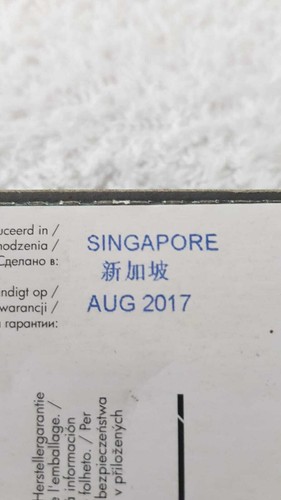 uceerd in /
hodzenia /
Сделано в:
SINGAPORE
新加坡
ndigt op /
warancji /
гарантии:
AUG 2017
Herstellergarantie
l'emballage. /
información
folheto. / Per
bezpieczeństwa
v přiložených